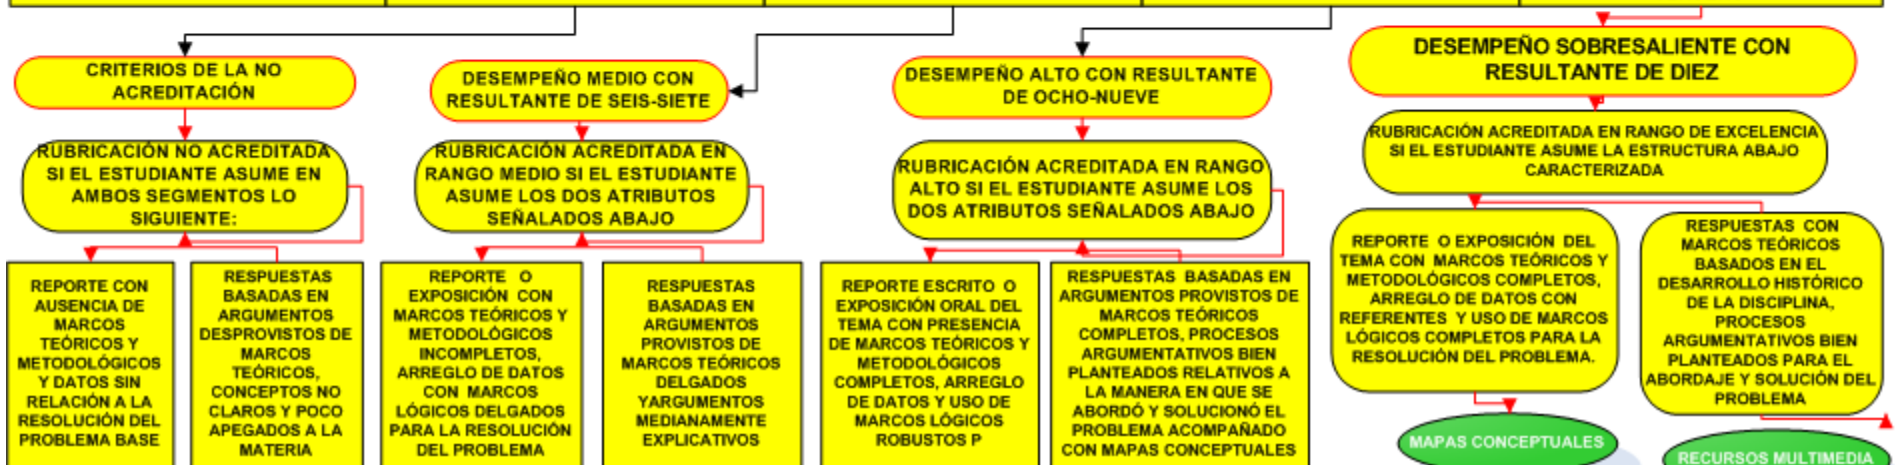 CRITERIOS DE LA NO
ACREDITACIÓN
RUBRICACIÓN NO ACREDITADA
SI EL ESTUDIANTE ASUME EN
AMBOS SEGMENTOS LO
SIGUIENTE:
REPORTE CON
AUSENCIA DE
MARCOS
TEÓRICOS Y
METODOLÓGICOS
Y DATOS SIN
RELACIÓN A LA
RESOLUCIÓN DEL
PROBLEMA BASE
RESPUESTAS
BASADAS EN
ARGUMENTOS
DESPROVISTOS DE
MARCOS
TEÓRICOS,
CONCEPTOS NO
CLAROS Y POCO
APEGADOS A LA
MATERIA
DESEMPEÑO MEDIO CON
RESULTANTE DE SEIS-SIETE
RUBRICACIÓN ACREDITADA EN
RANGO MEDIO SI EL ESTUDIANTE
ASUME LOS DOS ATRIBUTOS
SEÑALADOS ABAJO
REPORTE O
EXPOSICIÓN CON
MARCOS TEÓRICOS Y
METODOLÓGICOS
INCOMPLETOS,
ARREGLO DE DATOS
CON MARCOS
LÓGICOS DELGADOS
PARA LA RESOLUCIÓN
DEL PROBLEMA
RESPUESTAS
BASADAS EN
ARGUMENTOS
PROVISTOS DE
MARCOS TEÓRICOS
DELGADOS
YARGUMENTOS
MEDIANAMENTE
EXPLICATIVOS
DESEMPEÑO ALTO CON RESULTANTE
DE OCHO-NUEVE
RUBRICACIÓN ACREDITADA EN RANGO
ALTO SI EL ESTUDIANTE ASUME LOS
DOS ATRIBUTOS SEÑALADOS ABAJO
REPORTE ESCRITO O
EXPOSICIÓN ORAL DEL
TEMA CON PRESENCIA
DE MARCOS TEÓRICOS Y
METODOLÓGICOS
COMPLETOS, ARREGLO
DE DATOS Y USO DE
MARCOS LÓGICOS
ROBUSTOS P
RESPUESTAS BASADAS EN
ARGUMENTOS PROVISTOS DE
MARCOS TEÓRICOS
COMPLETOS, PROCESOS
ARGUMENTATIVOS BIEN
PLANTEADOS RELATIVOS A
LA MANERA EN QUE SE
ABORDÓ Y SOLUCIONÓ EL
PROBLEMA ACOMPAÑADO
CON MAPAS CONCEPTUALES
DESEMPEÑO SOBRESALIENTE CON
RESULTANTE DE DIEZ
RUBRICACIÓN ACREDITADA EN RANGO DE EXCELENCIA
SI EL ESTUDIANTE ASUME LA ESTRUCTURA ABAJO
CARACTERIZADA
REPORTE O EXPOSICIÓN DEL
TEMA CON MARCOS TEÓRICOS Y
METODOLÓGICOS COMPLETOS,
ARREGLO DE DATOS CON
REFERENTES Y USO DE MARCOS
LÓGICOS COMPLETOS PARA LA
RESOLUCIÓN DEL PROBLEMA.
RESPUESTAS CON
MARCOS TEÓRICOS
BASADOS EN EL
DESARROLLO HISTÓRICO
DE LA DISCIPLINA,
PROCESOS
ARGUMENTATIVOS BIEN
PLANTEADOS PARA EL
ABORDAJE Y SOLUCIÓN DEL
PROBLEMA
MAPAS CONCEPTUALES
RECURSOS MULTIMEDIA